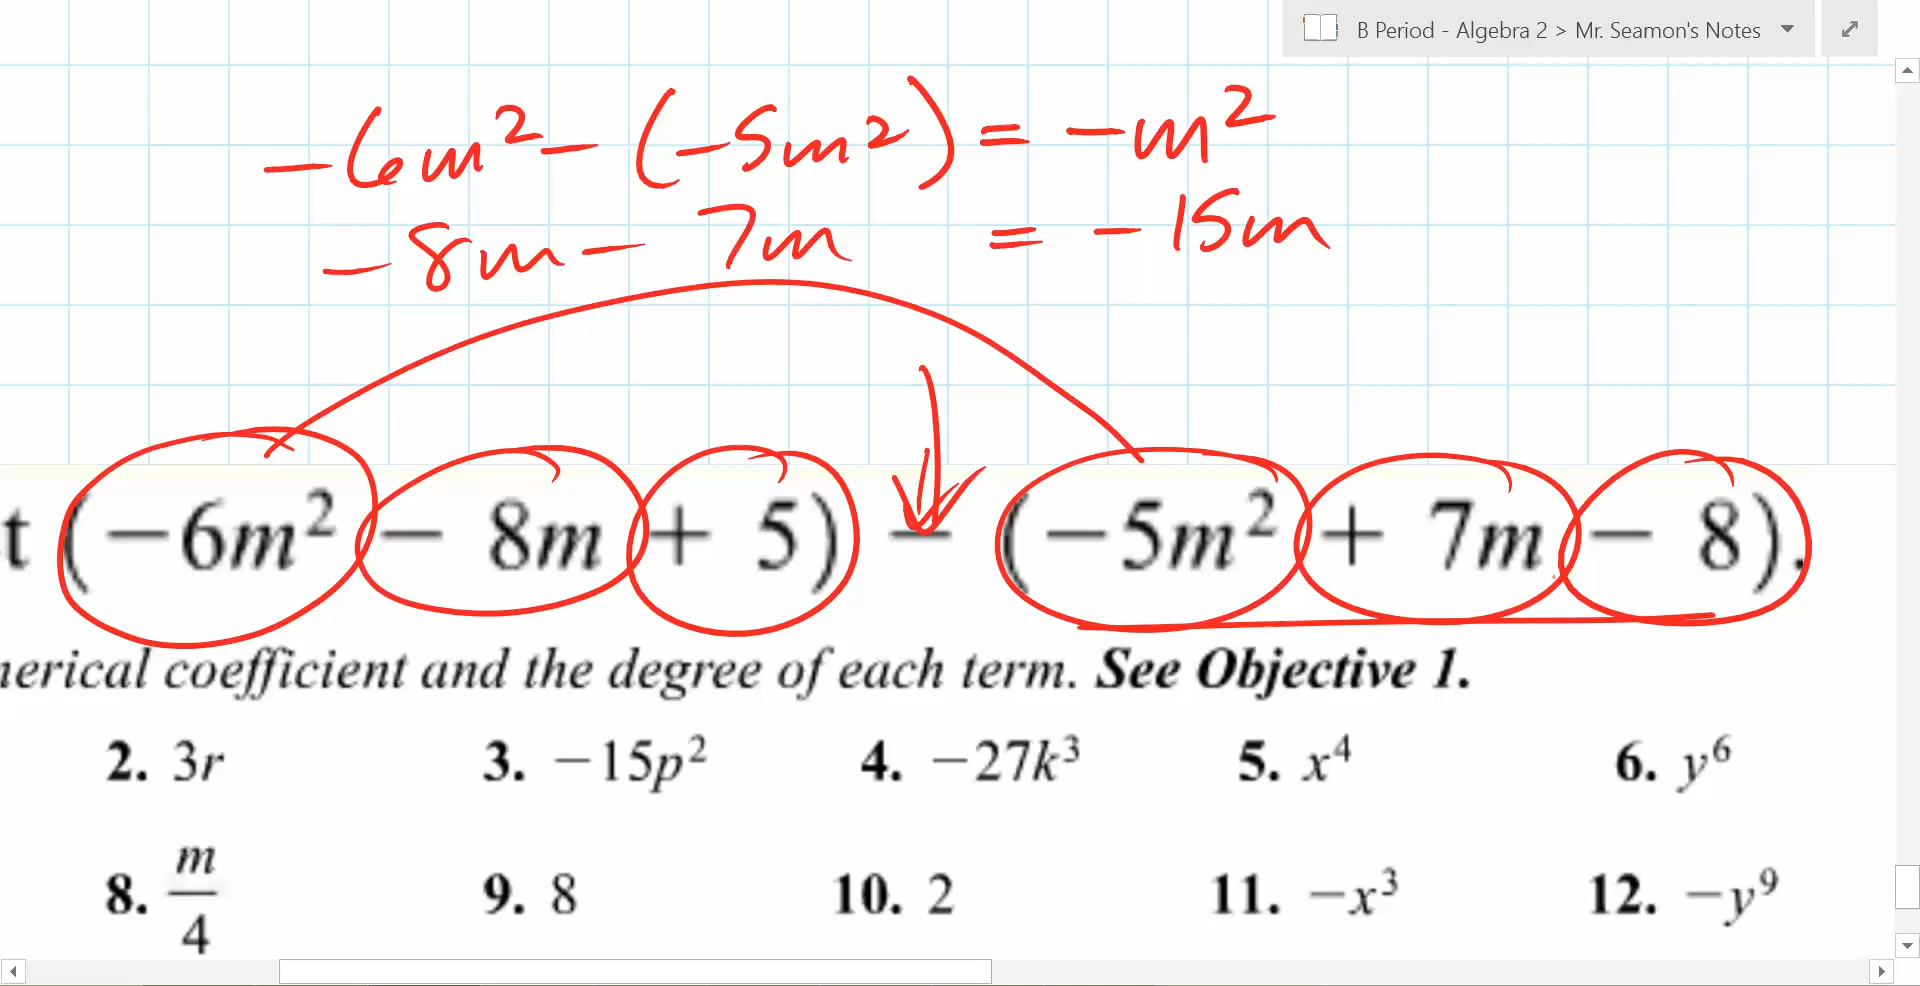 B Period - Algebra 2 > Mr. Seamon's Notes
-6m² - (-5m²) = -m²
-8m - 7m = -15m
t (−6m² − 8m + 5) − (−5m² + 7m − 8).
nerical coefficient and the degree of each term. See Objective 1.
2. 3r 3. −15p² 4. −27k³ 5. x⁴ 6. y⁶
8. m/4 9. 8 10. 2 11. −x³ 12. −y⁹